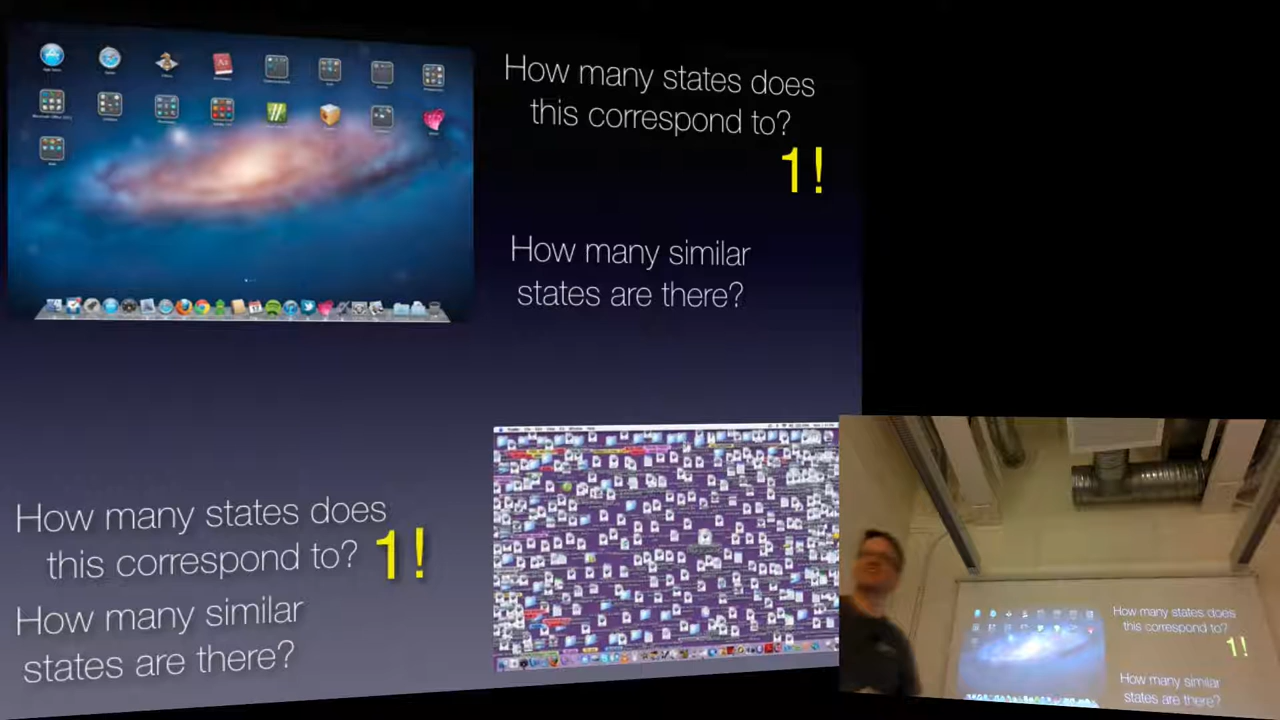 How many states does
this correspond to?
1!
How many similar
states are there?
How many states does
this correspond to? 1!
How many similar
states are there?
How many states does
this correspond to?
1!
How many similar
states are there?